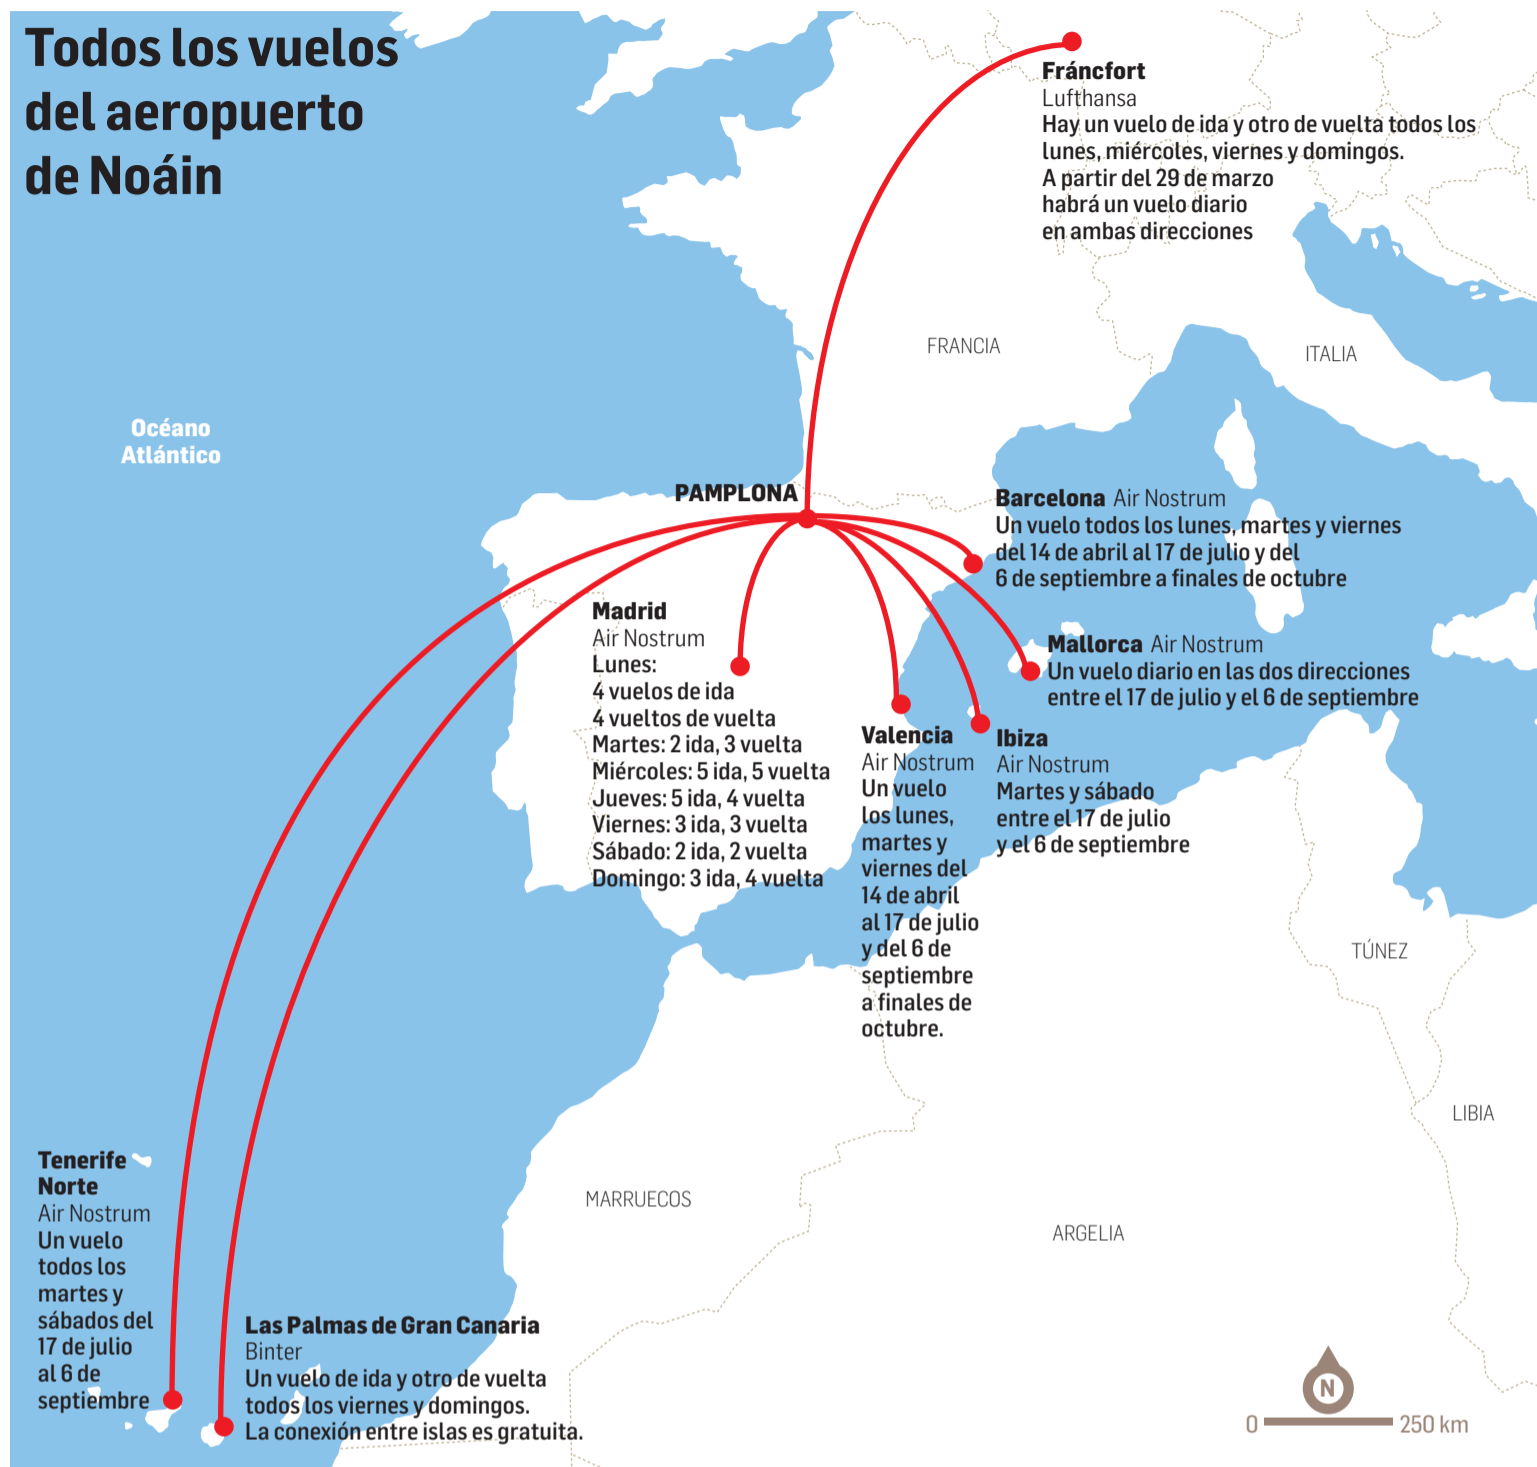 Todos los vuelos
del aeropuerto
de Noáin
Fráncfort
Lufthansa
Hay un vuelo de ida y otro de vuelta todos los
lunes, miércoles, viernes y domingos.
A partir del 29 de marzo
habrá un vuelo diario
en ambas direcciones
FRANCIA
ITALIA
Océano
Atlántico
PAMPLONA
Barcelona Air Nostrum
Un vuelo todos los lunes, martes y viernes
del 14 de abril al 17 de julio y del
6 de septiembre a finales de octubre
Madrid
Air Nostrum
Lunes:
4 vuelos de ida
4 vueltos de vuelta
Martes: 2 ida, 3 vuelta
Miércoles: 5 ida, 5 vuelta
Jueves: 5 ida, 4 vuelta
Viernes: 3 ida, 3 vuelta
Sábado: 2 ida, 2 vuelta
Domingo: 3 ida, 4 vuelta
Mallorca Air Nostrum
Un vuelo diario en las dos direcciones
entre el 17 de julio y el 6 de septiembre
Valencia
Air Nostrum
Un vuelo
los lunes,
martes y
viernes del
14 de abril
al 17 de julio
y del 6 de
septiembre
a finales de
octubre.
Ibiza
Air Nostrum
Martes y sábado
entre el 17 de julio
y el 6 de septiembre
TÚNEZ
LIBIA
MARRUECOS
ARGELIA
Tenerife
Norte
Air Nostrum
Un vuelo
todos los
martes y
sábados del
17 de julio
al 6 de
septiembre
Las Palmas de Gran Canaria
Binter
Un vuelo de ida y otro de vuelta
todos los viernes y domingos.
La conexión entre islas es gratuita.
N
0 250 km